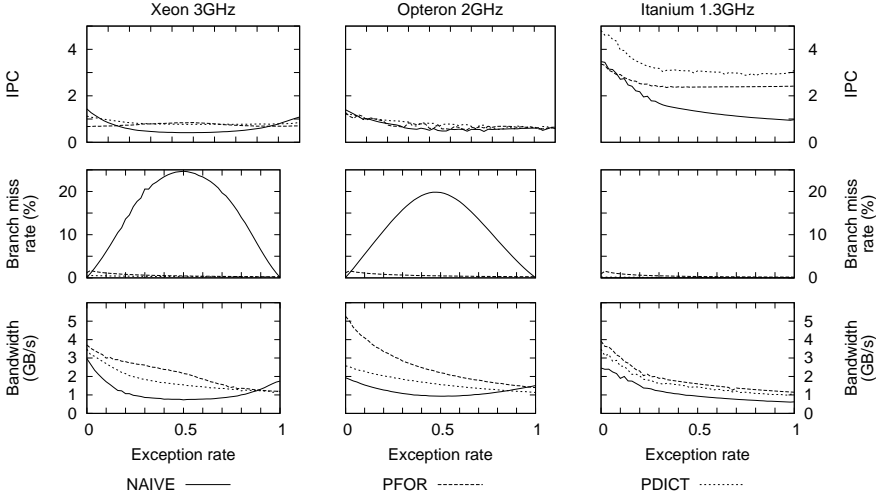 Xeon 3GHz Opteron 2GHz Itanium 1.3GHz
IPC
4
2
0
4
2
0
IPC
Branch miss
rate (%)
20
10
0
20
10
0
Branch miss
rate (%)
Bandwidth
(GB/s)
5
4
3
2
1
0
5
4
3
2
1
0
Bandwidth
(GB/s)
0 0.5 1 0 0.5 1 0 0.5 1
Exception rate Exception rate Exception rate
NAIVE PFOR PDICT